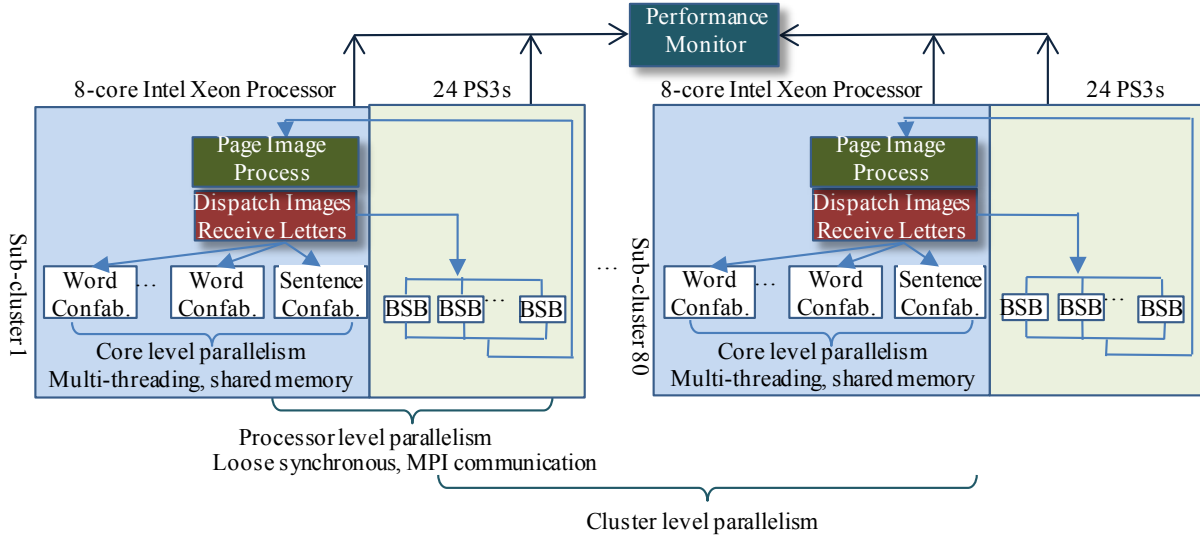 Performance
Monitor
8-core Intel Xeon Processor
24 PS3s
8-core Intel Xeon Processor
24 PS3s
Sub-cluster 1
Page Image
Process
Dispatch Images
Receive Letters
Word
Confab.
...
Word
Confab.
Sentence
Confab.
BSB
BSB
...
BSB
Core level parallelism
Multi-threading, shared memory
...
Sub-cluster 80
Page Image
Process
Dispatch Images
Receive Letters
Word
Confab.
...
Word
Confab.
Sentence
Confab.
BSB
BSB
...
BSB
Core level parallelism
Multi-threading, shared memory
Processor level parallelism
Loose synchronous, MPI communication
Cluster level parallelism